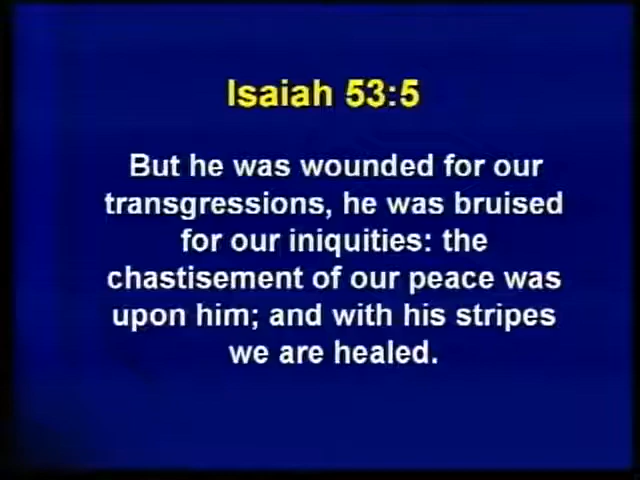 Isaiah 53:5
But he was wounded for our
transgressions, he was bruised
for our iniquities: the
chastisement of our peace was
upon him; and with his stripes
we are healed.